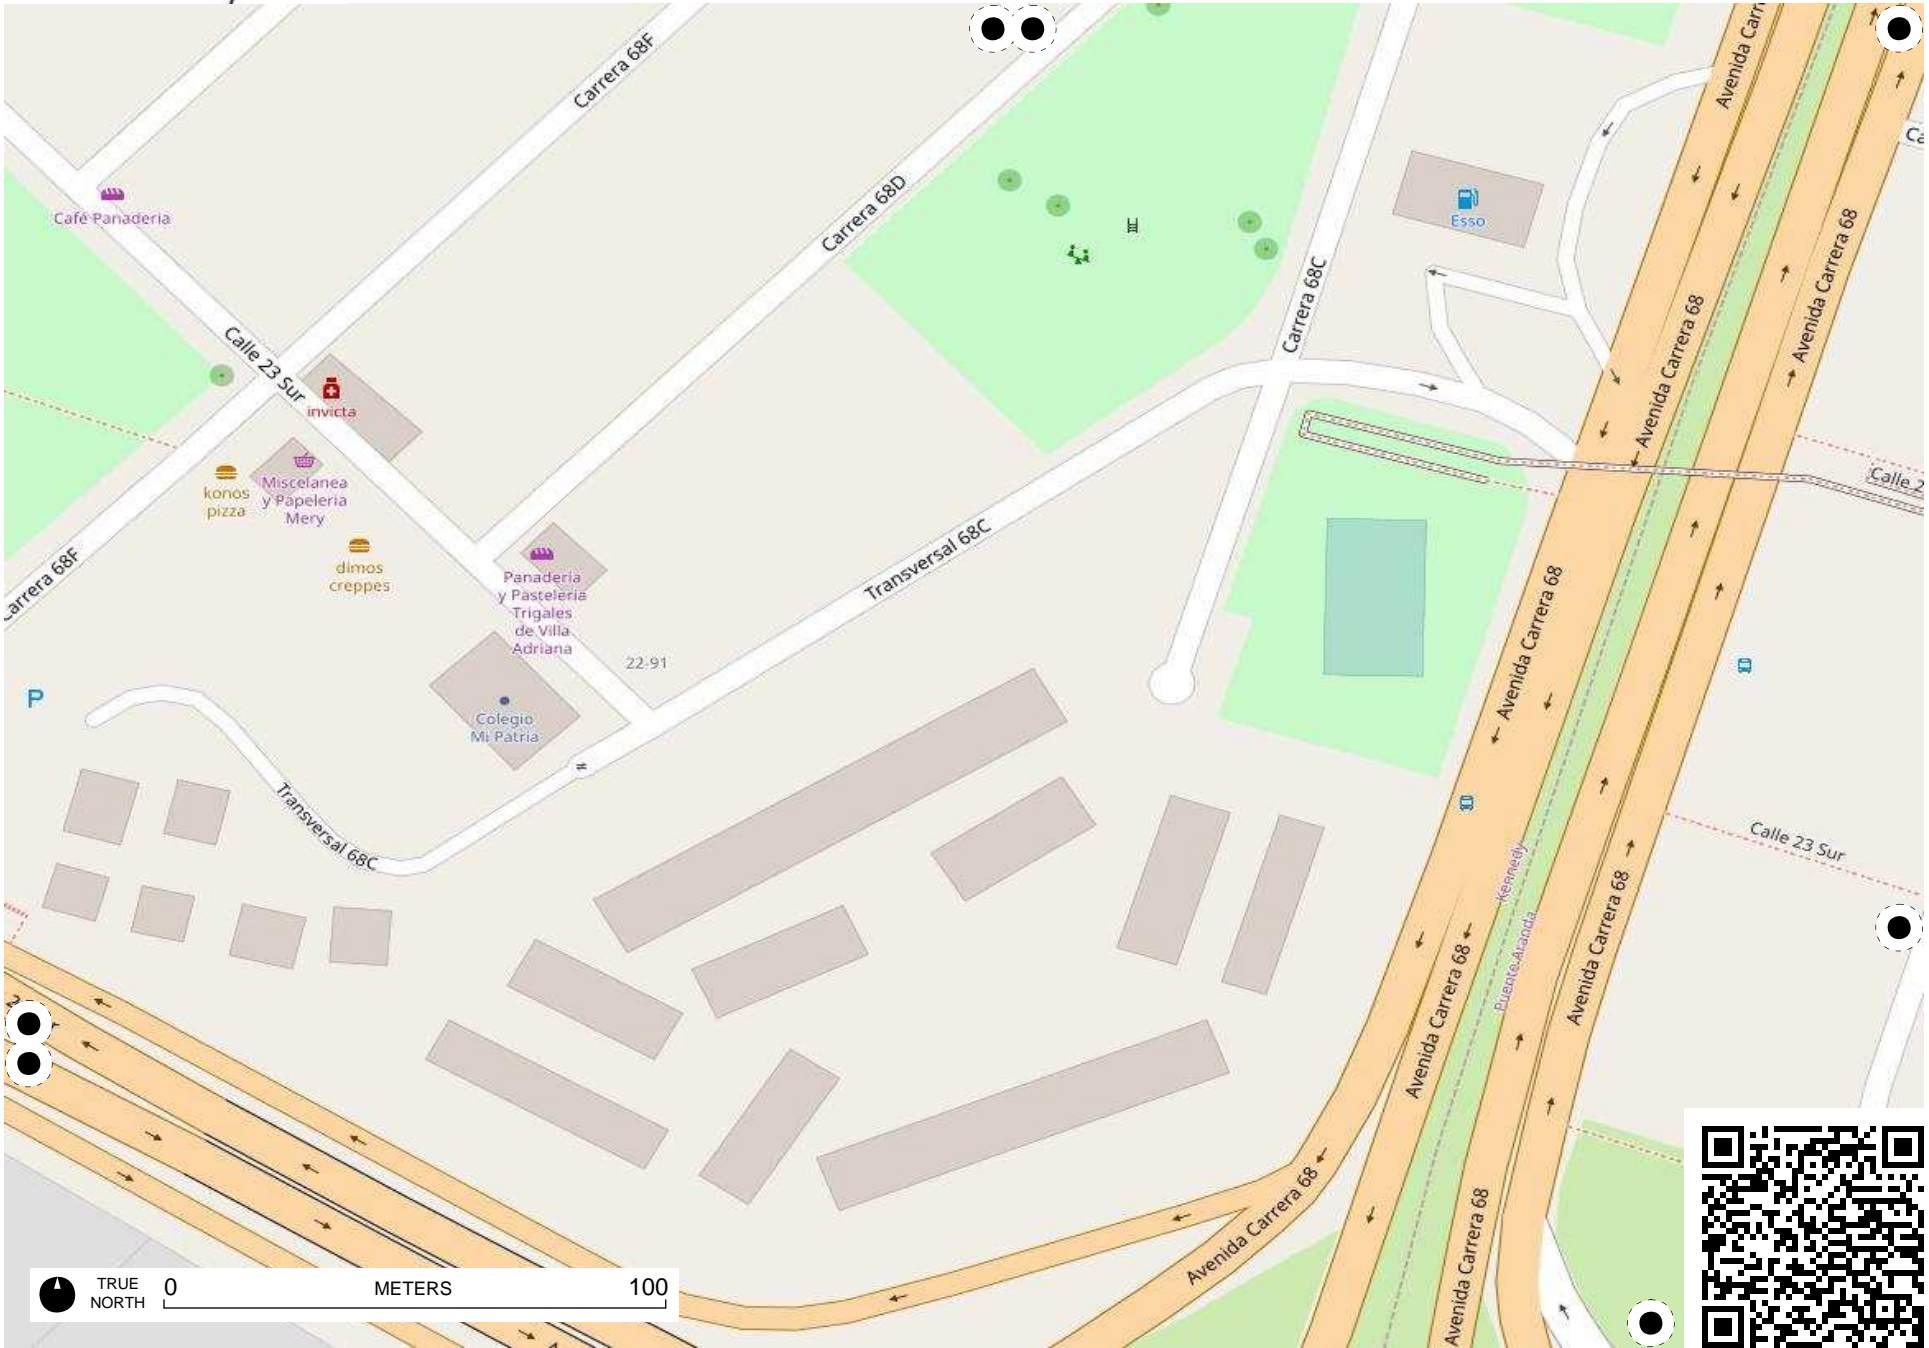 Carrera 68F
Avenida Carr
Café Panaderia
Carrera 68D
Esso
Avenida Carrera 68
Carrera 68C
Avenida Carrera 68
Calle 23 Sur
invicta
konos
pizza
Miscelanea
y Papeleria
Mery
dimos
creppes
Carrera 68F
Panaderia
y Pasteleria
Trigales
de Villa
Adriana
22-91
Transversal 68C
Calle 2
Avenida Carrera 68
P
Colegio
Mi Patria
Transversal 68C
Calle 23 Sur
Kennedy
Puente Aranda
Avenida Carrera 68
Avenida Carrera 68
Avenida Carrera 68
Avenida Carrera 68
TRUE
NORTH
0 METERS 100